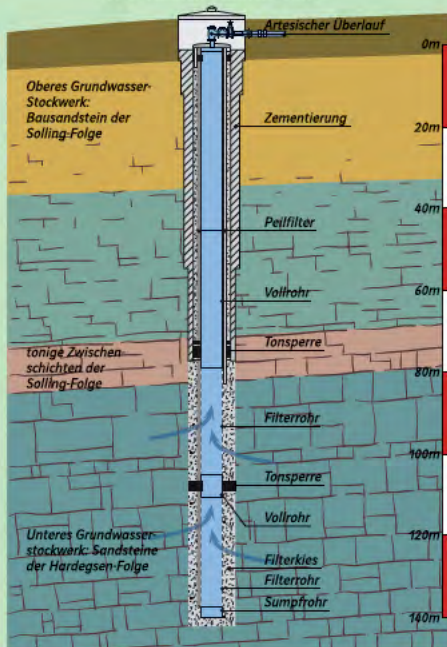 Artesischer Überlauf
0m
Oberes Grundwasser-
Stockwerk:
Bausandstein der
Solling-Folge
Zementierung
20m
40m
Peilfilter
60m
Vollrohr
Tonsperre
tonige Zwischen
schichten der
Solling-Folge
80m
Filterrohr
100m
Tonsperre
Vollrohr
110m
Unteres Grundwasser-
stockwerk: Sandsteine
der Hardegsen-Folge
Filterkies
Filterrohr
Sumpfrohr
140m